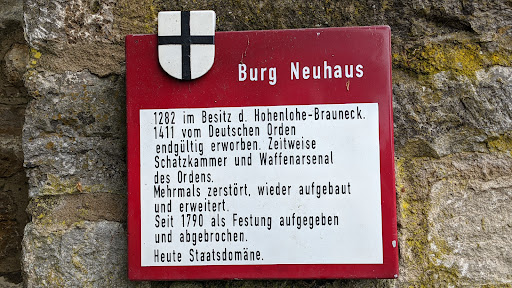 Burg Neuhaus
1282 im Besitz d. Hohenlohe-Brauneck.
1411 vom Deutschen Orden
endgültig erworben. Zeitweise
Schatzkammer und Waffenarsenal
des Ordens.
Mehrmals zerstört, wieder aufgebaut
und erweitert.
Seit 1790 als Festung aufgegeben
und abgebrochen.
Heute Staatsdomäne.